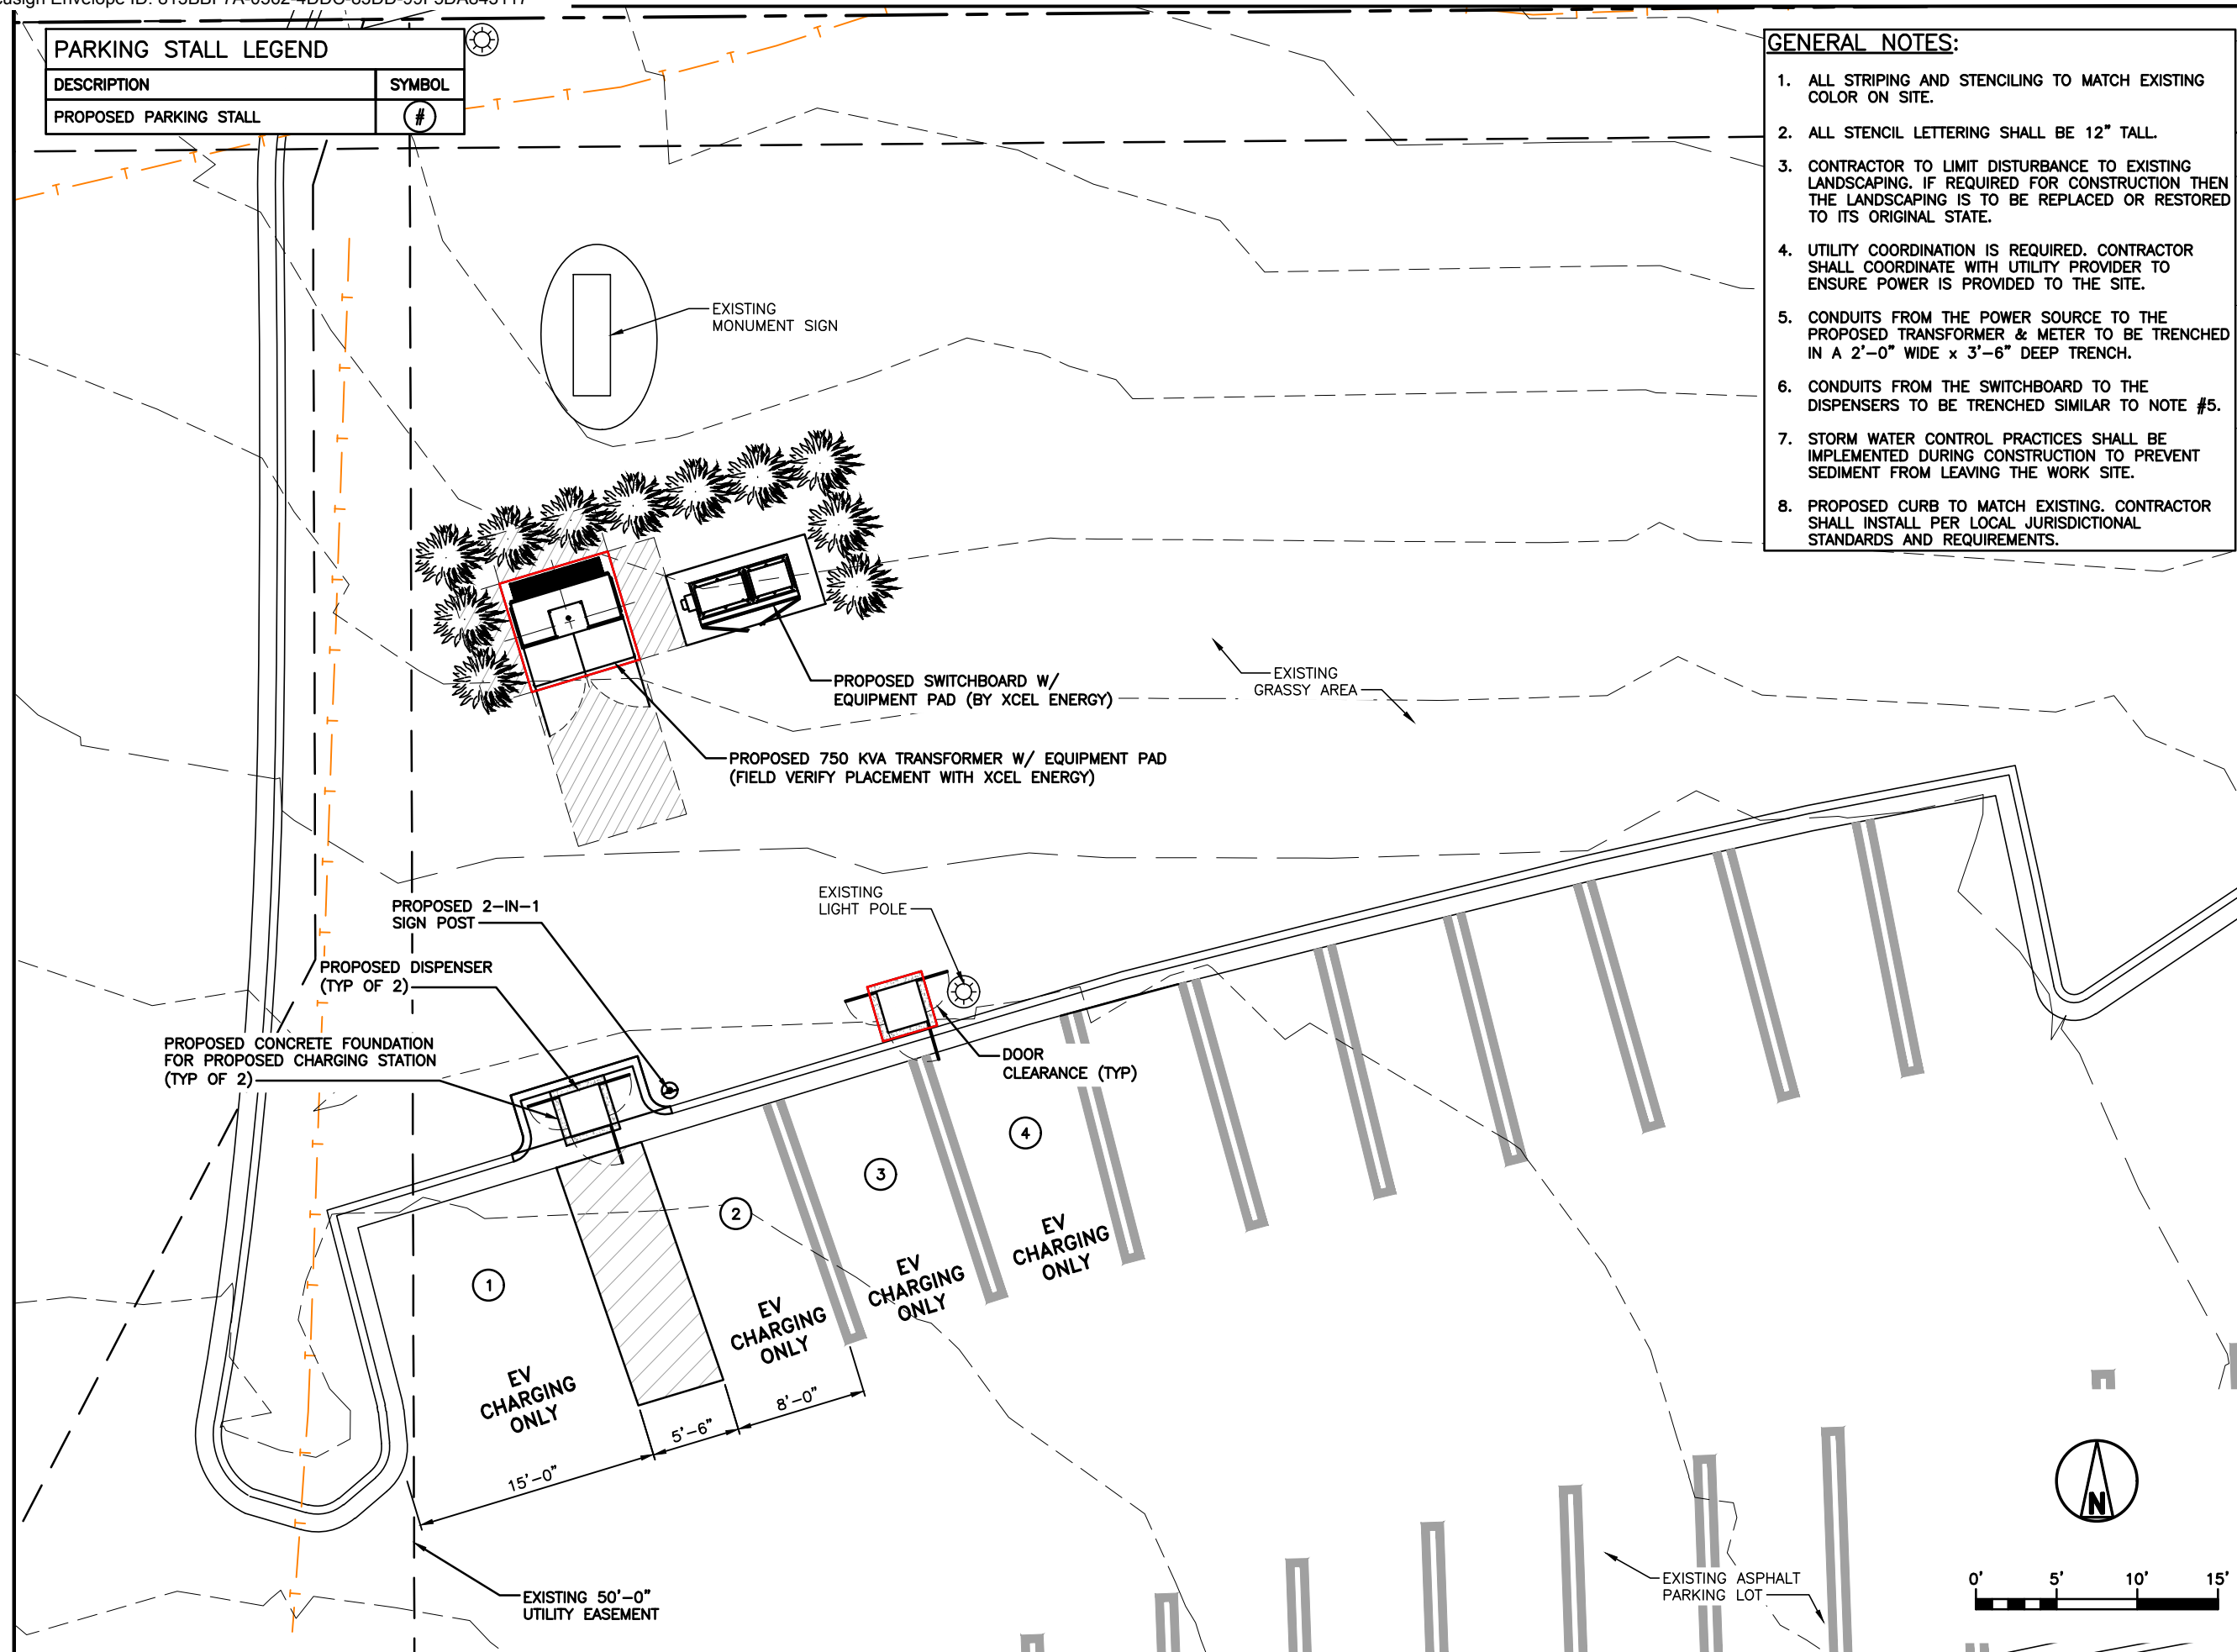 PARKING STALL LEGEND
DESCRIPTION SYMBOL
PROPOSED PARKING STALL #
GENERAL NOTES:
1. ALL STRIPING AND STENCILING TO MATCH EXISTING
COLOR ON SITE.
2. ALL STENCIL LETTERING SHALL BE 12" TALL.
3. CONTRACTOR TO LIMIT DISTURBANCE TO EXISTING
LANDSCAPING. IF REQUIRED FOR CONSTRUCTION THEN
THE LANDSCAPING IS TO BE REPLACED OR RESTORED
TO ITS ORIGINAL STATE.
4. UTILITY COORDINATION IS REQUIRED. CONTRACTOR
SHALL COORDINATE WITH UTILITY PROVIDER TO
ENSURE POWER IS PROVIDED TO THE SITE.
5. CONDUITS FROM THE POWER SOURCE TO THE
PROPOSED TRANSFORMER & METER TO BE TRENCHED
IN A 2'-0" WIDE x 3'-6" DEEP TRENCH.
6. CONDUITS FROM THE SWITCHBOARD TO THE
DISPENSERS TO BE TRENCHED SIMILAR TO NOTE #5.
7. STORM WATER CONTROL PRACTICES SHALL BE
IMPLEMENTED DURING CONSTRUCTION TO PREVENT
SEDIMENT FROM LEAVING THE WORK SITE.
8. PROPOSED CURB TO MATCH EXISTING. CONTRACTOR
SHALL INSTALL PER LOCAL JURISDICTIONAL
STANDARDS AND REQUIREMENTS.
EXISTING
MONUMENT SIGN
PROPOSED SWITCHBOARD W/
EQUIPMENT PAD (BY XCEL ENERGY)
EXISTING
GRASSY AREA
PROPOSED 750 KVA TRANSFORMER W/ EQUIPMENT PAD
(FIELD VERIFY PLACEMENT WITH XCEL ENERGY)
PROPOSED 2-IN-1
SIGN POST
EXISTING
LIGHT POLE
PROPOSED DISPENSER
(TYP OF 2)
PROPOSED CONCRETE FOUNDATION
FOR PROPOSED CHARGING STATION
(TYP OF 2)
DOOR
CLEARANCE (TYP)
1
2
3
4
EV
CHARGING
ONLY
EV
CHARGING
ONLY
EV
CHARGING
ONLY
EV
CHARGING
ONLY
15'-0"
5'-6"
8'-0"
EXISTING 50'-0"
UTILITY EASEMENT
EXISTING ASPHALT
PARKING LOT
N
0' 5' 10' 15'